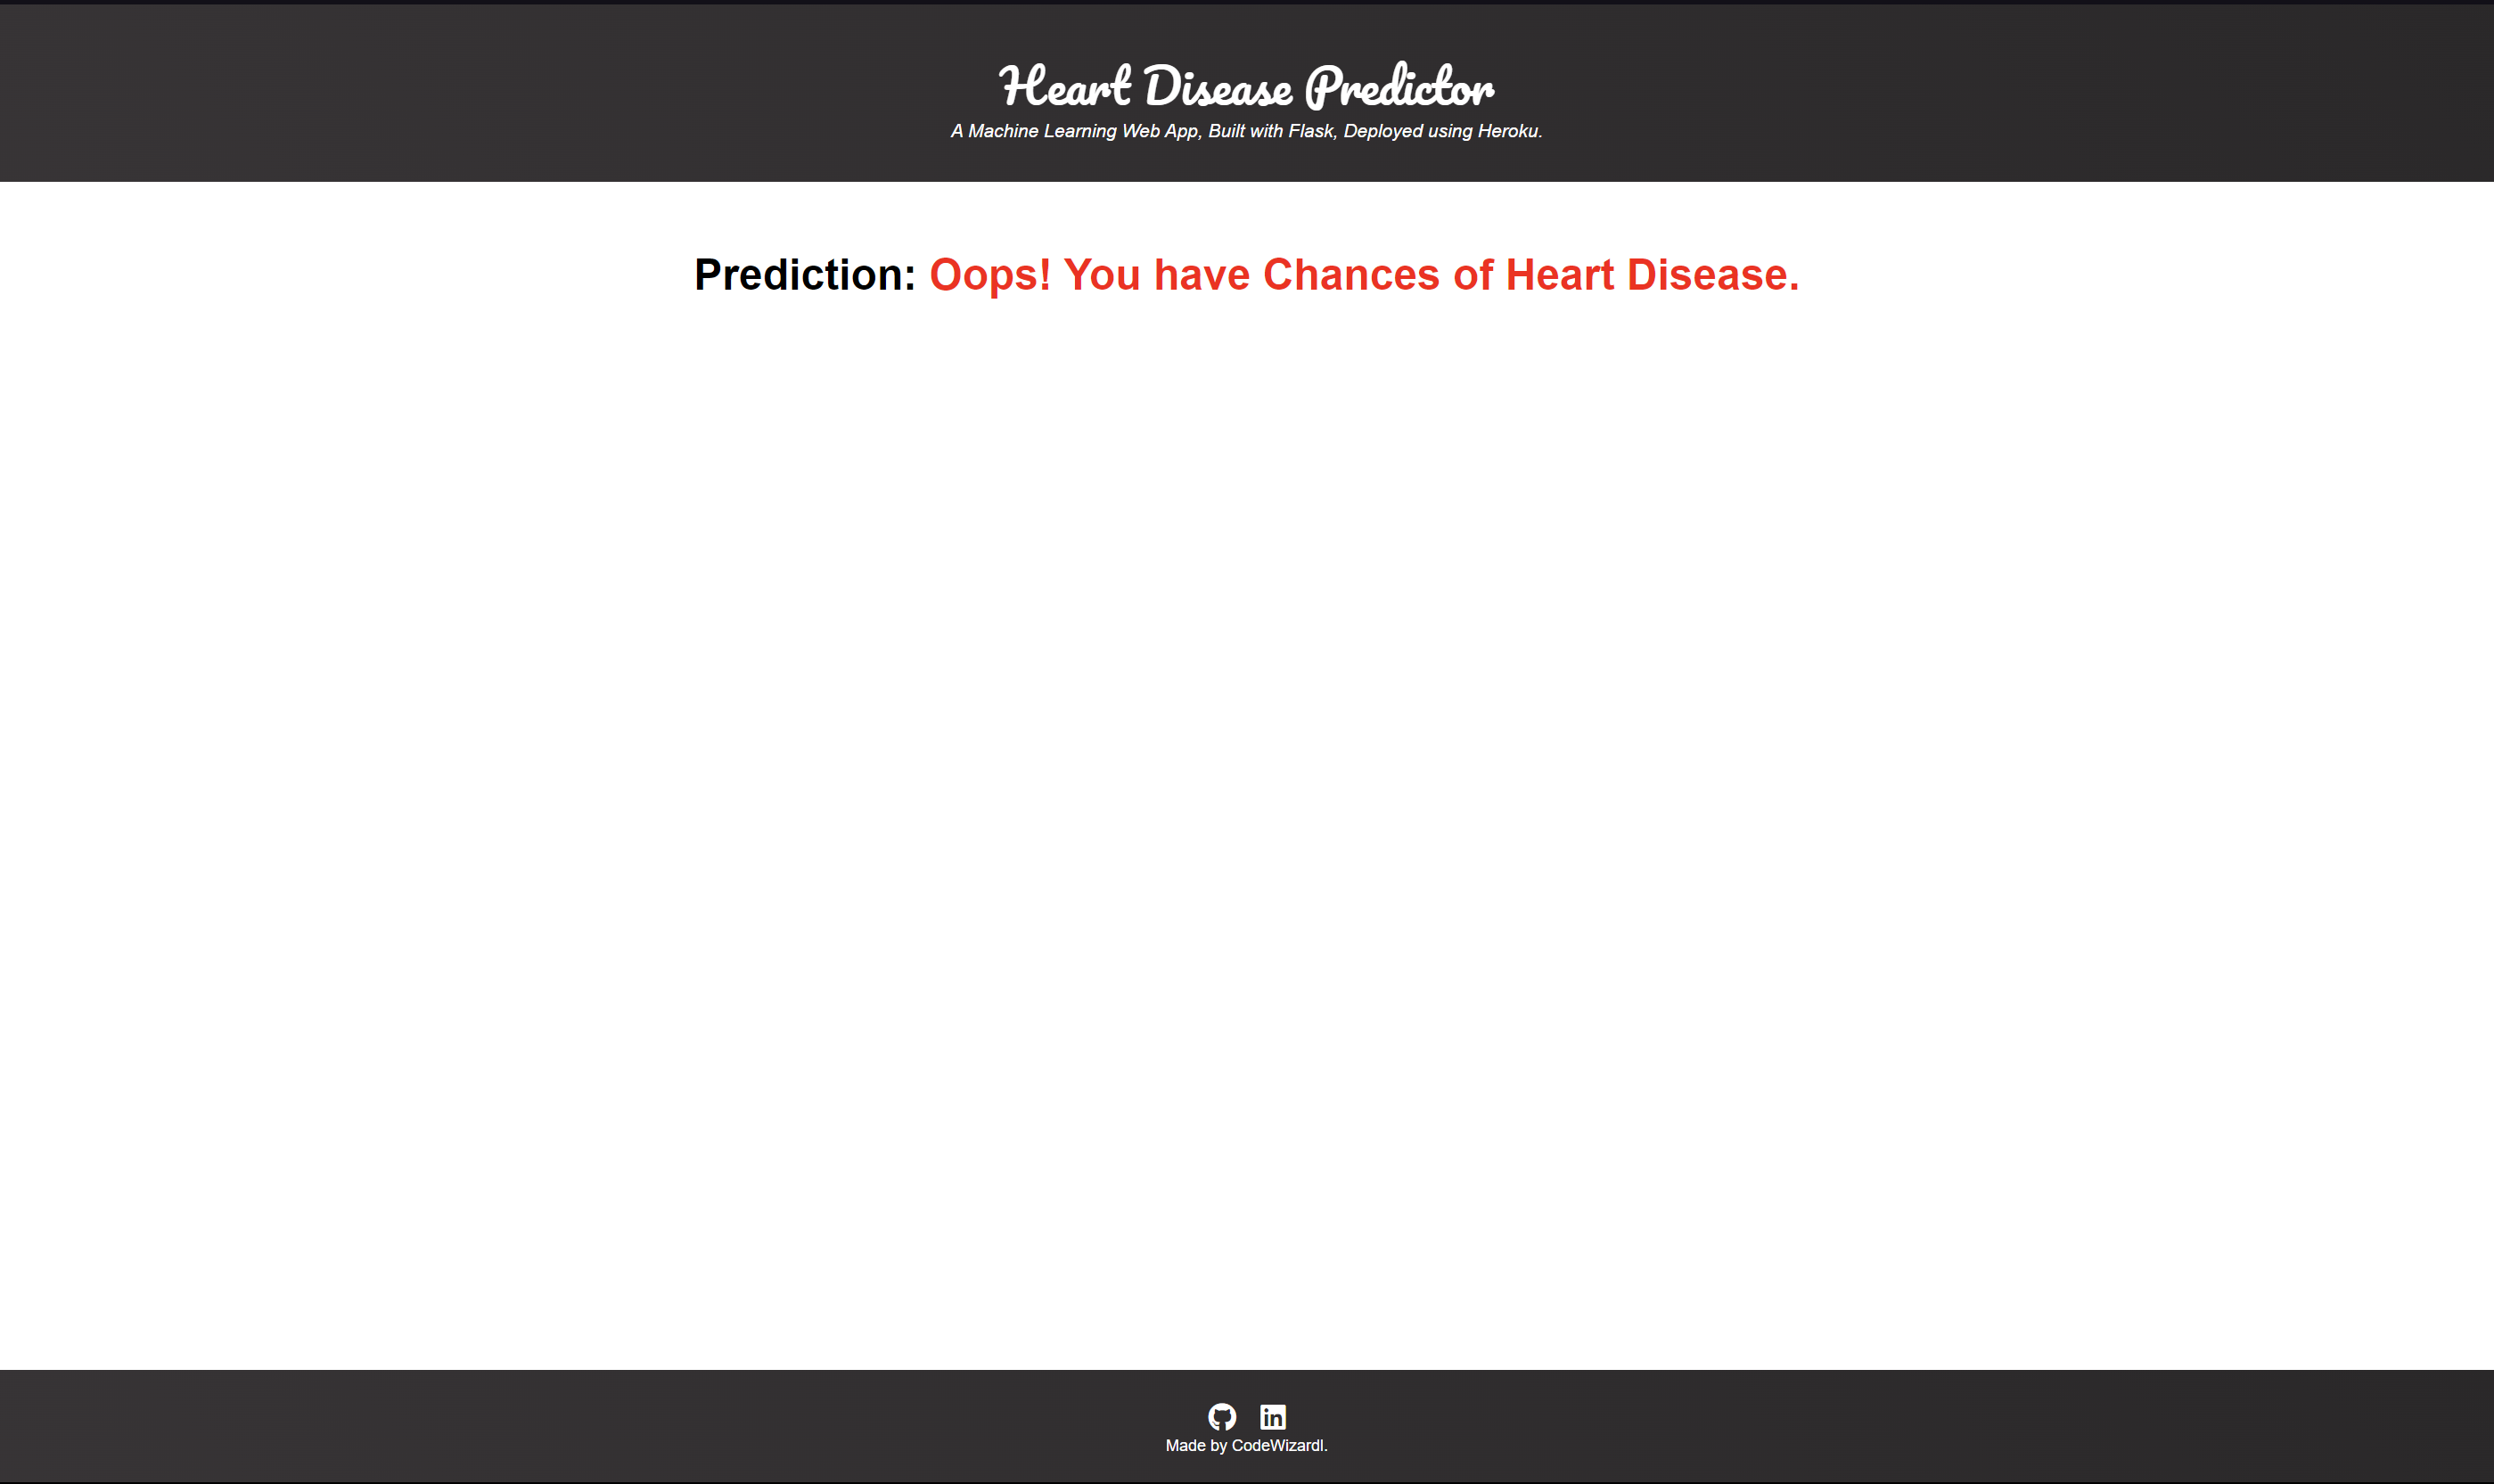 Heart Disease Predictor
A Machine Learning Web App, Built with Flask, Deployed using Heroku.
Prediction: Oops! You have Chances of Heart Disease.
in
Made by CodeWizardl.